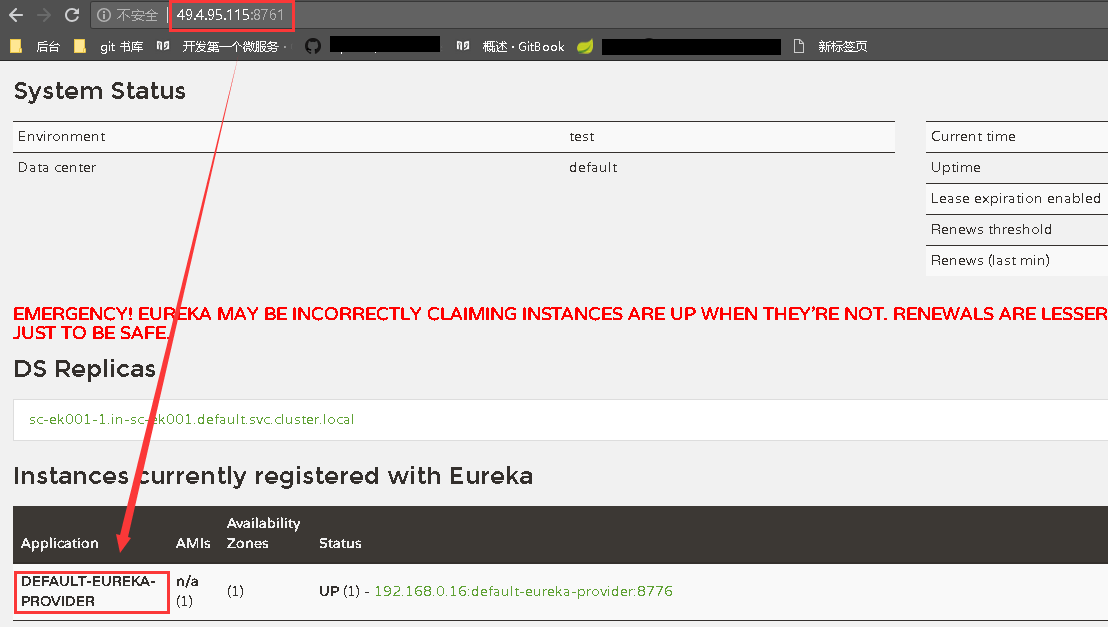 不安全 49.4.95.115:8761
后台 git 书库 开发第一个微服务 · 概述 · GitBook 新标签页
System Status
Environment test Current time
Data center default Uptime
Lease expiration enabled
Renews threshold
Renews (last min)
EMERGENCY! EUREKA MAY BE INCORRECTLY CLAIMING INSTANCES ARE UP WHEN THEY'RE NOT. RENEWALS ARE LESSER
JUST TO BE SAFE.
DS Replicas
sc-ek001-1.in-sc-ek001.default.svc.cluster.local
Instances currently registered with Eureka
Availability
Application AMIs Zones Status
DEFAULT-EUREKA- n/a
PROVIDER (1) (1) UP (1) - 192.168.0.16:default-eureka-provider:8776